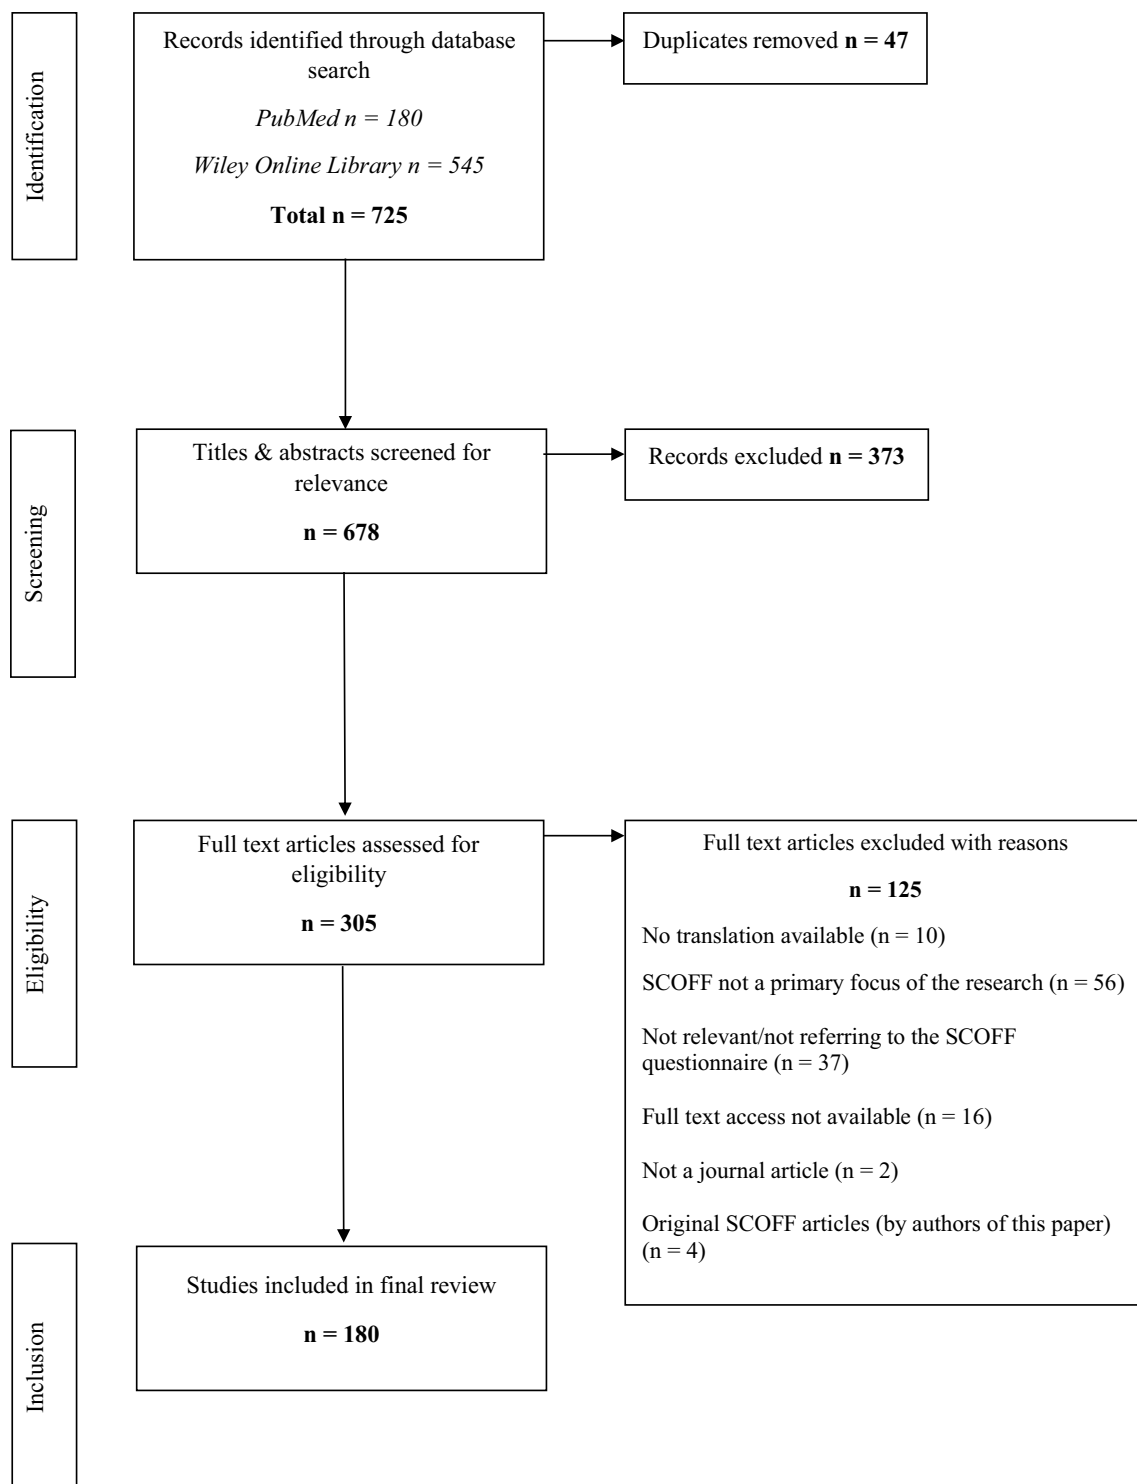 Identification
Records identified through database
search
PubMed n = 180
Wiley Online Library n = 545
Total n = 725
Duplicates removed n = 47
Screening
Titles & abstracts screened for
relevance
n = 678
Records excluded n = 373
Eligibility
Full text articles assessed for
eligibility
n = 305
Full text articles excluded with reasons
n = 125
No translation available (n = 10)
SCOFF not a primary focus of the research (n = 56)
Not relevant/not referring to the SCOFF
questionnaire (n = 37)
Full text access not available (n = 16)
Not a journal article (n = 2)
Original SCOFF articles (by authors of this paper)
(n = 4)
Inclusion
Studies included in final review
n = 180